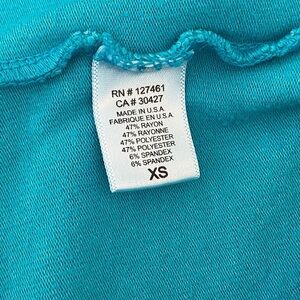 RN # 127461
CA # 30427
MADE IN U.S.A.
FABRIQUE EN U.S.A.
47% RAYON
47% RAYONNE
47% POLYESTER
47% POLYESTER
6% SPANDEX
6% SPANDEX
XS